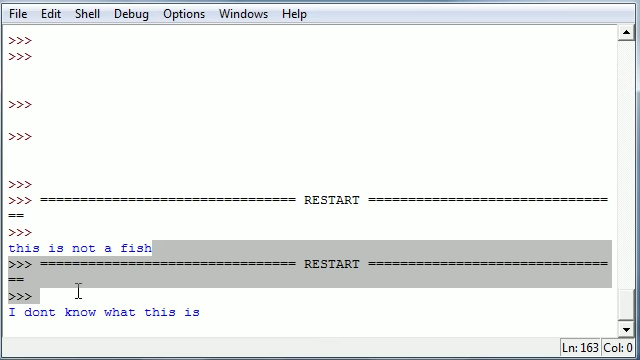 File Edit Shell Debug Options Windows Help
>>>
>>>
>>>
>>>
>>>
>>> ================================ RESTART ==============================
==
>>>
this is not a fish
>>> ================================ RESTART ==============================
==
>>>
I dont know what this is
Ln: 163 Col: 0